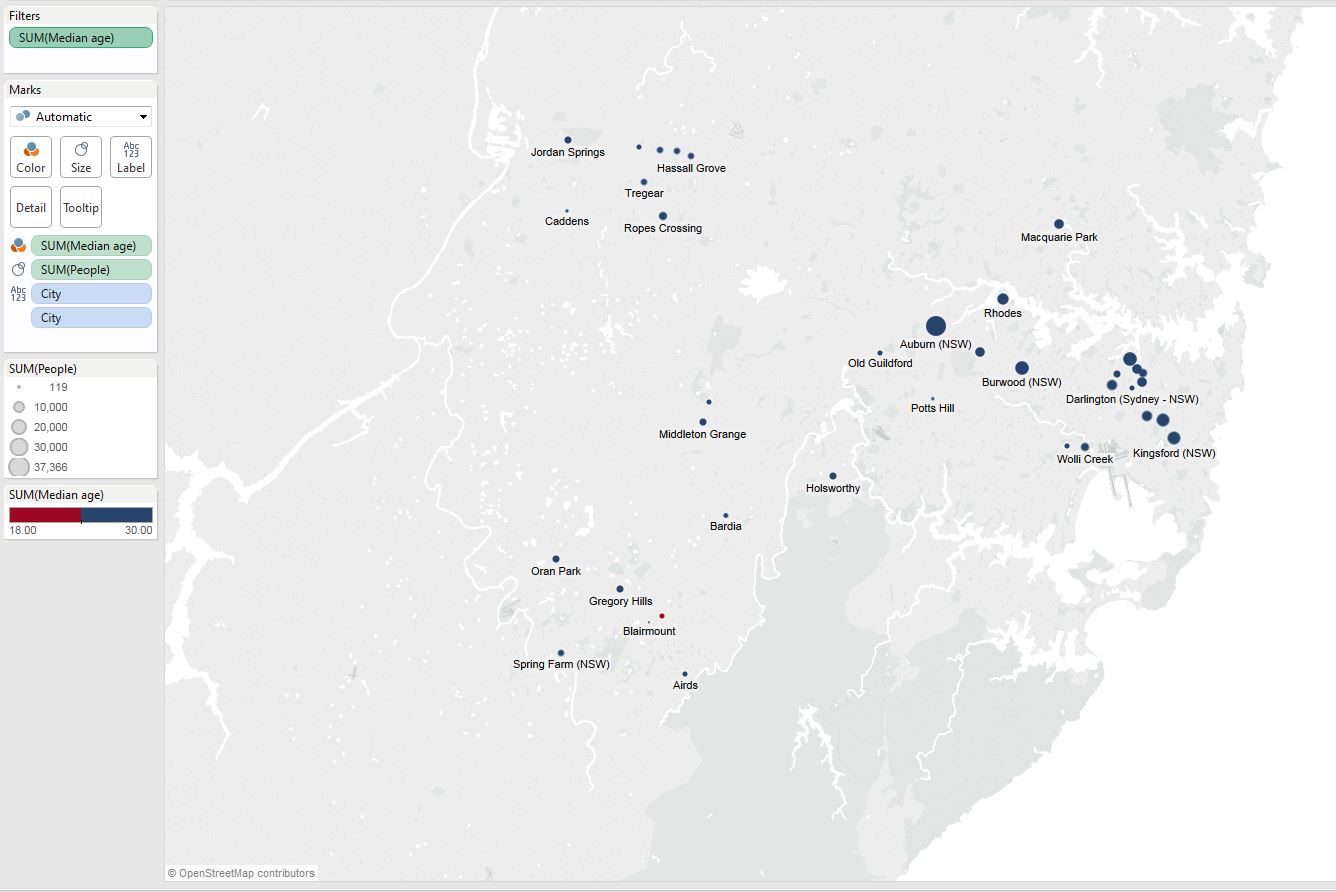 Filters
SUM(Median age)
Marks
Automatic
Color
Size
Abc
123
Label
Detail
Tooltip
SUM(Median age)
SUM(People)
Abc
123
City
City
SUM(People)
119
10,000
20,000
30,000
37,366
SUM(Median age)
18.00
30.00
Jordan Springs
Hassall Grove
Tregear
Caddens
Ropes Crossing
Macquarie Park
Rhodes
Auburn (NSW)
Old Guildford
Burwood (NSW)
Darlington (Sydney - NSW)
Potts Hill
Middleton Grange
Kingsford (NSW)
Wolli Creek
Holsworthy
Bardia
Oran Park
Gregory Hills
Blairmount
Spring Farm (NSW)
Airds
© OpenStreetMap contributors